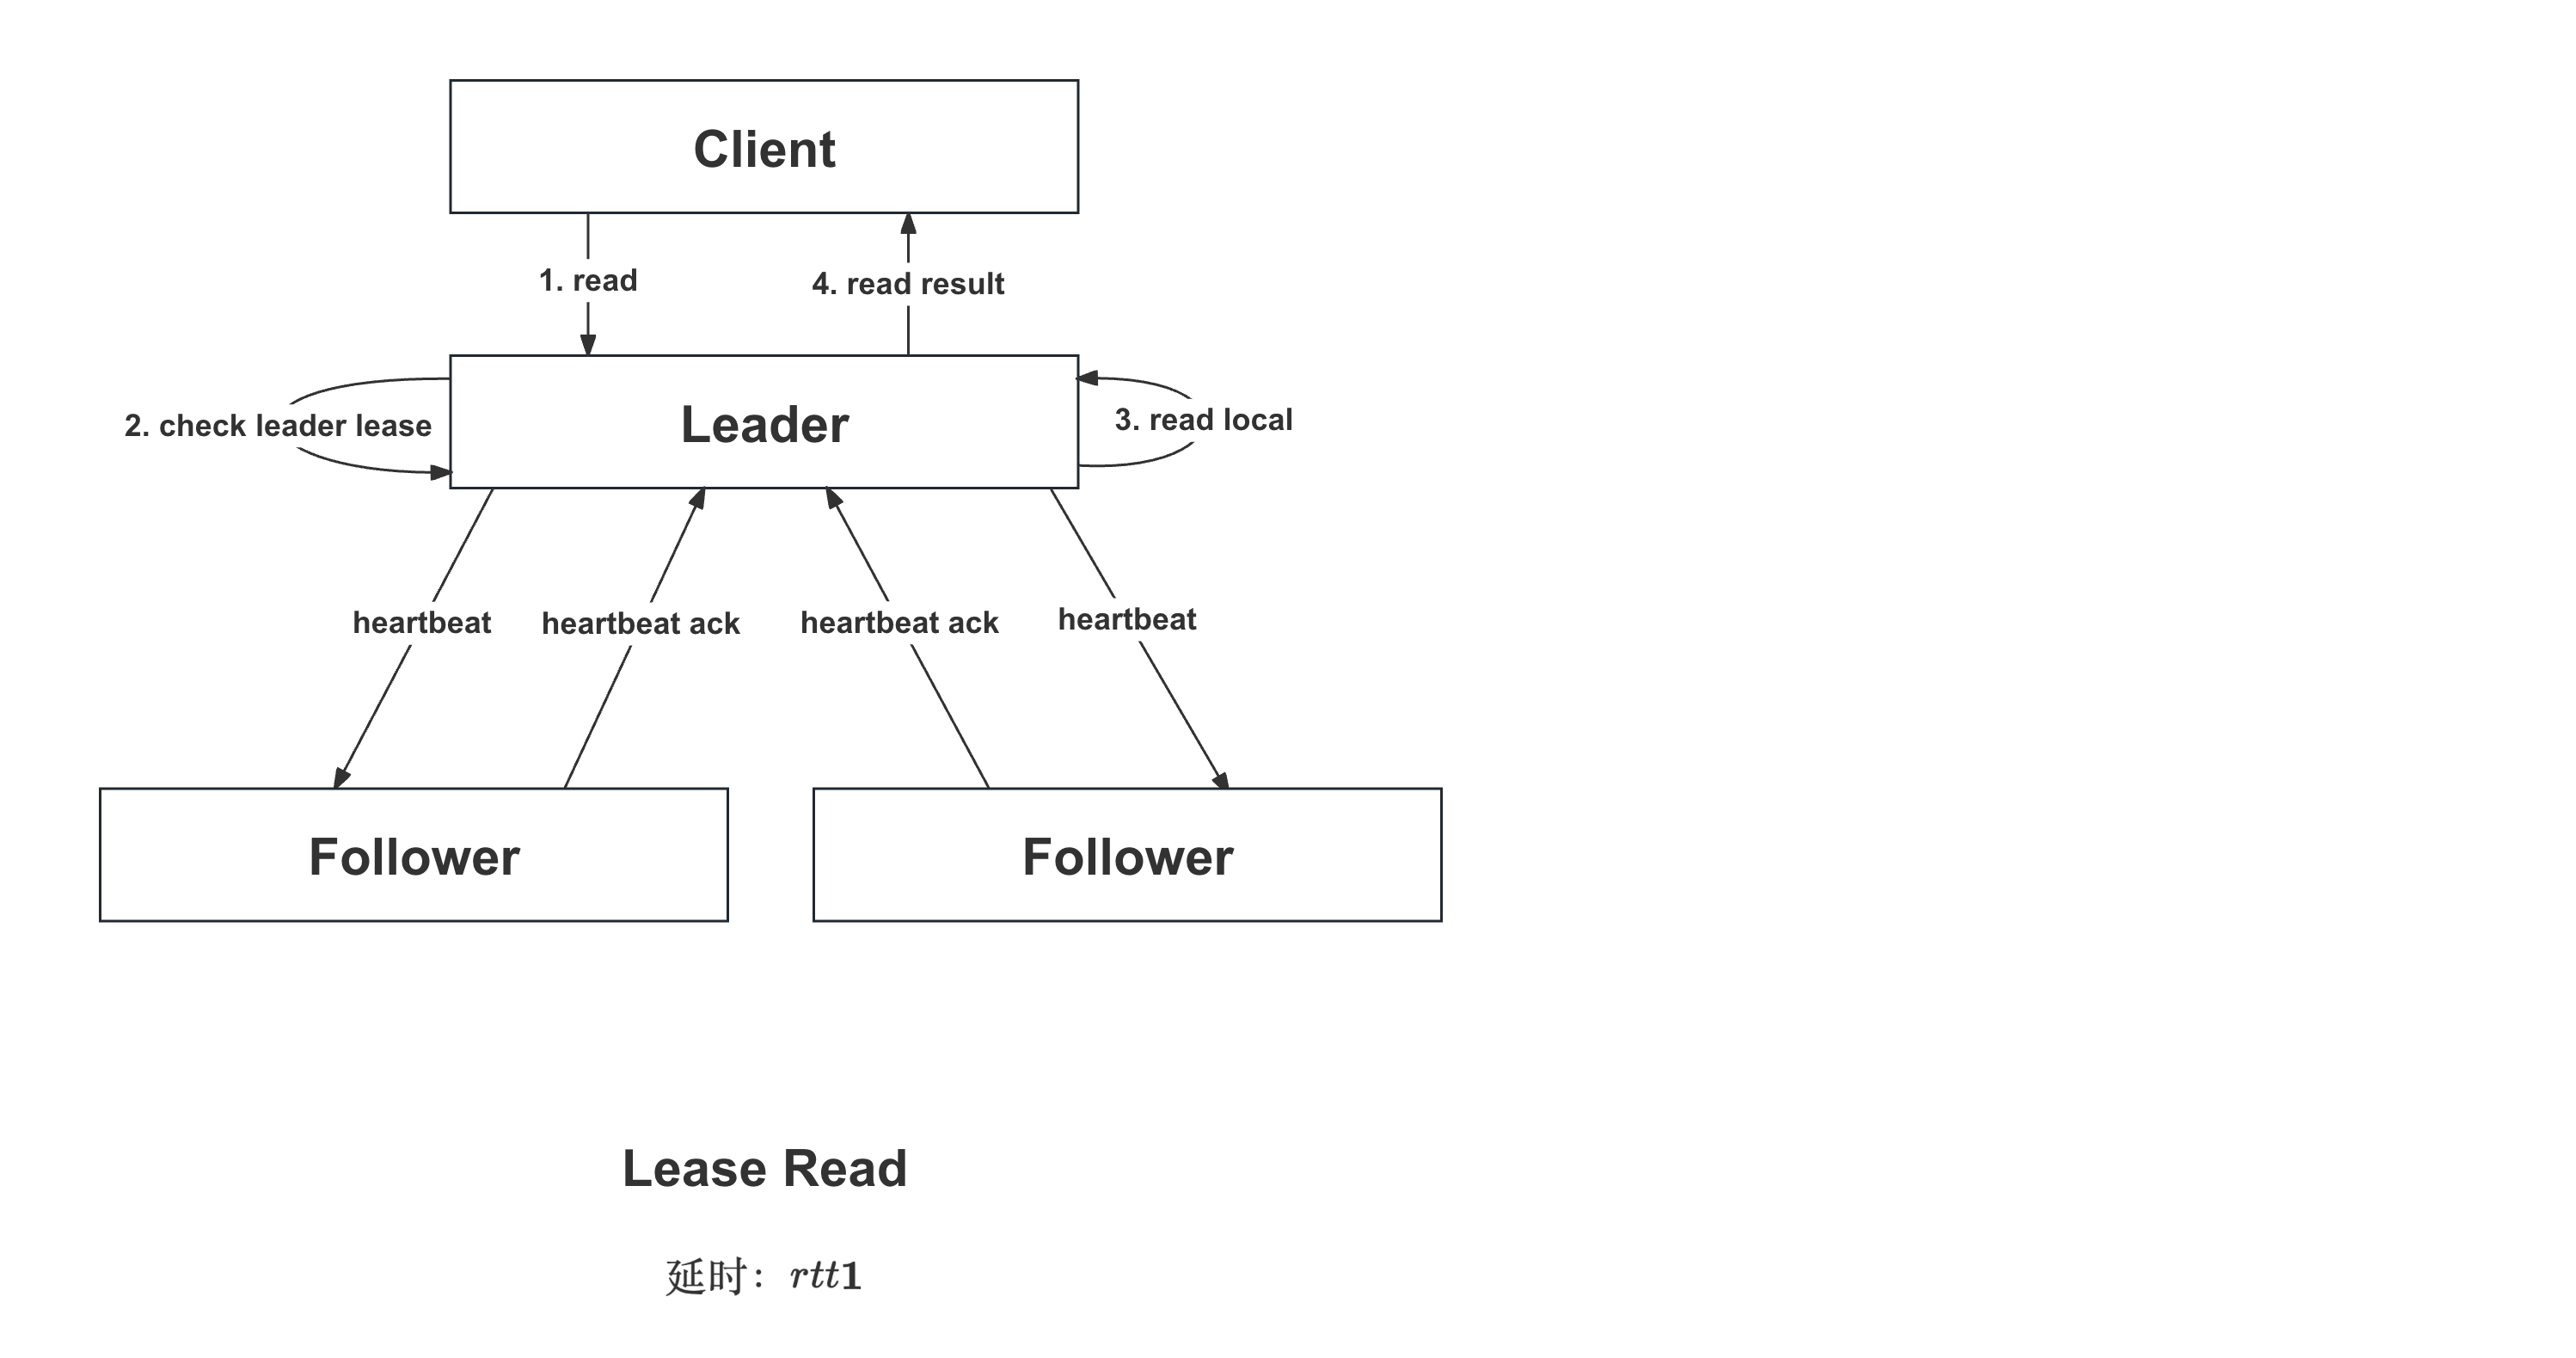 Client
1. read
4. read result
Leader
2. check leader lease
3. read local
heartbeat
heartbeat ack
heartbeat ack
heartbeat
Follower
Follower
Lease Read
延时：rtt1